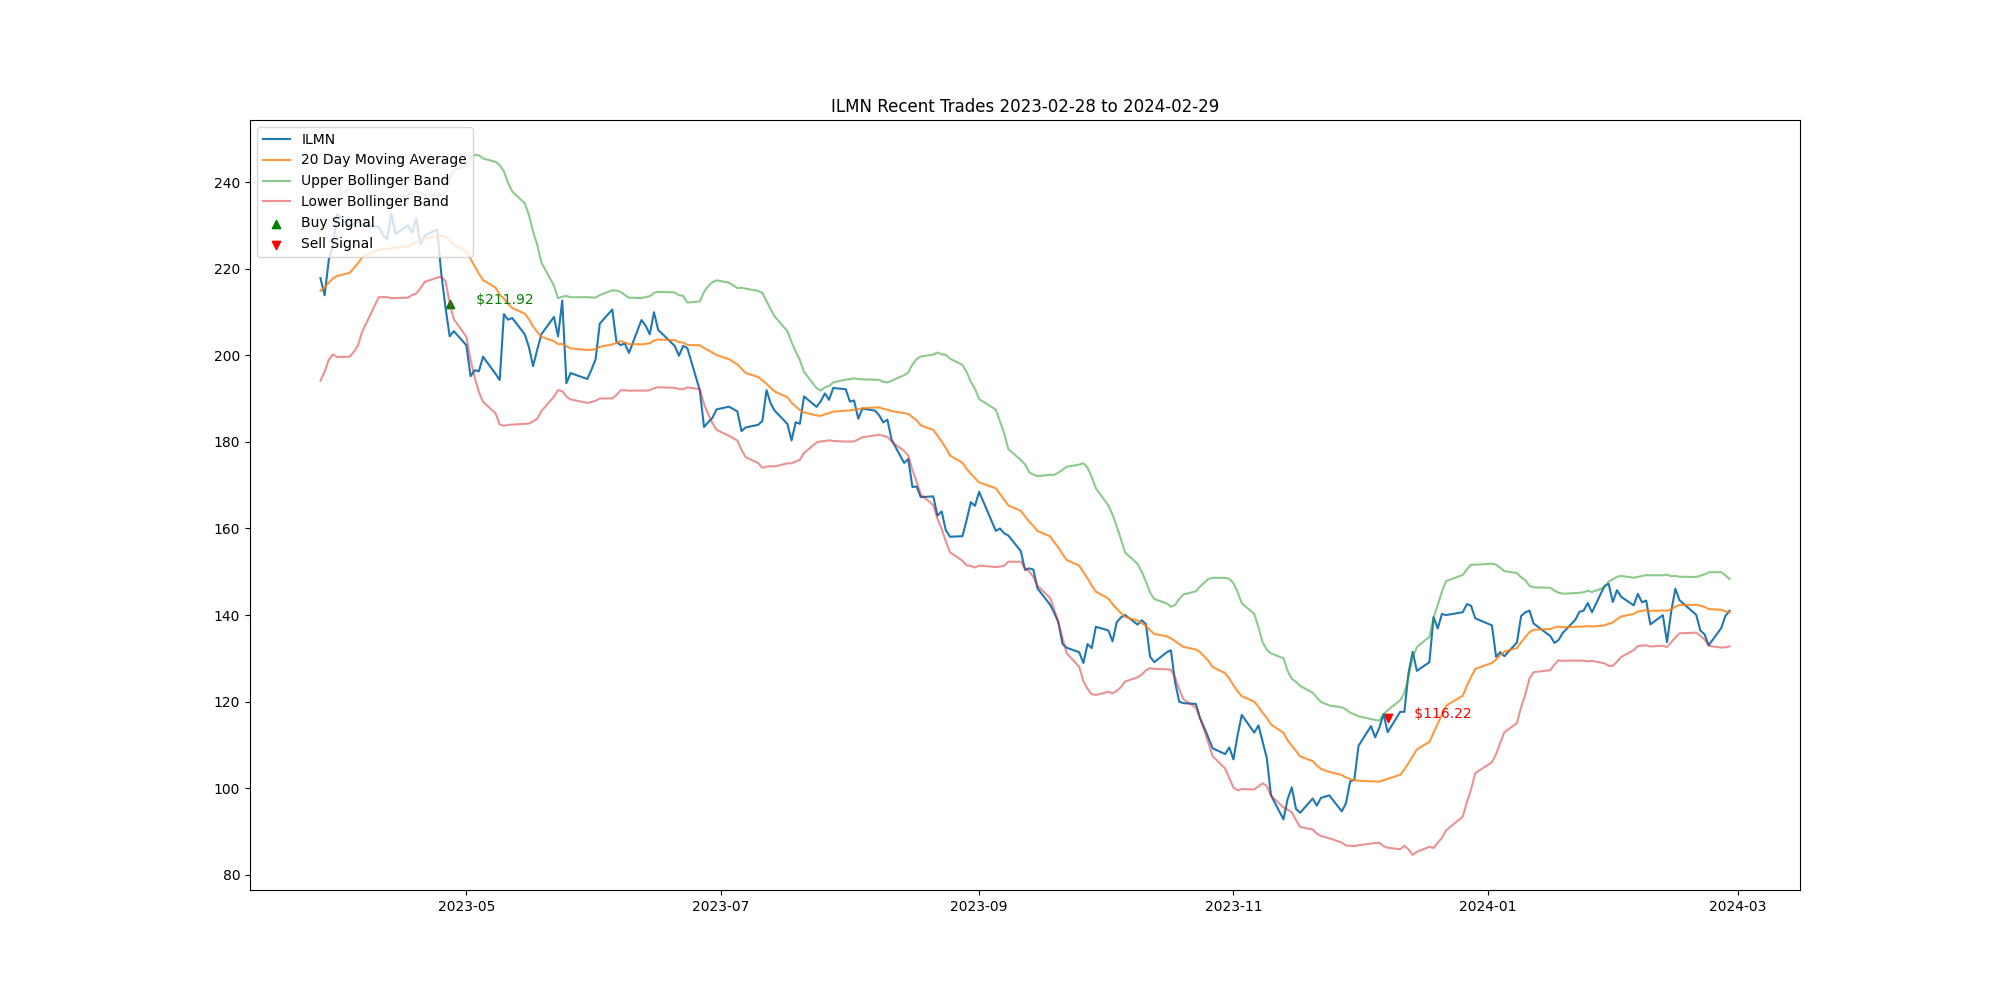 ILMN Recent Trades 2023-02-28 to 2024-02-29
ILMN
20 Day Moving Average
Upper Bollinger Band
Lower Bollinger Band
Buy Signal
Sell Signal
240
220
200
180
160
140
120
100
80
$211.92
$116.22
2023-05
2023-07
2023-09
2023-11
2024-01
2024-03